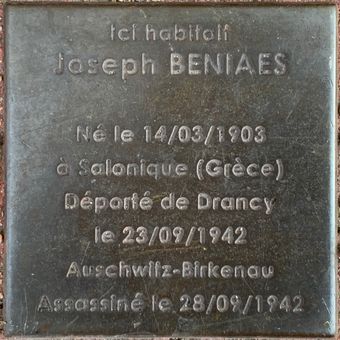 Ici habitait
Joseph BENIAES
Né le 14/03/1903
à Salonique (Grèce)
Déporté de Drancy
le 23/09/1942
Auschwitz-Birkenau
Assassiné le 28/09/1942